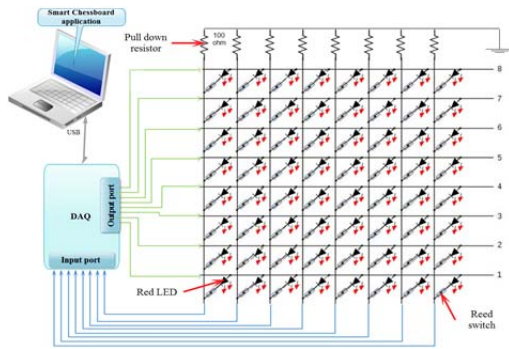 Smart Chessboard
application
Pull down
resistor
100
ohm
8
7
6
USB
5
DAQ
Output port
4
3
2
Input port
1
Red LED
Reed
switch